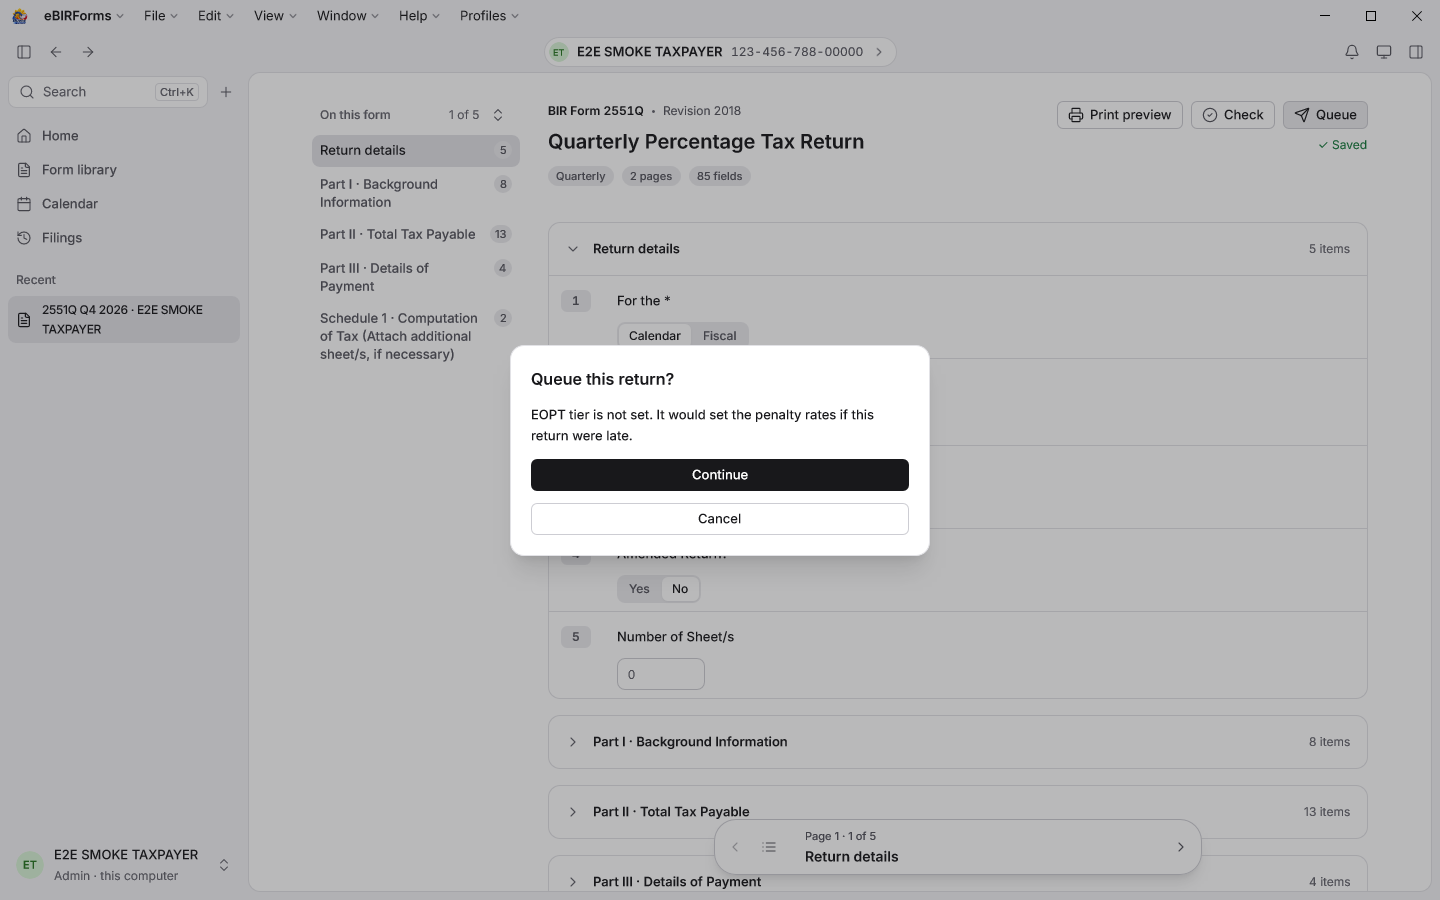 eBIRForms File Edit View Window Help Profiles
ET E2E SMOKE TAXPAYER 123-456-788-00000
Search Ctrl+K
Home
Form library
Calendar
Filings
Recent
2551Q Q4 2026 · E2E SMOKE
TAXPAYER
ET E2E SMOKE TAXPAYER
Admin · this computer
On this form 1 of 5
Return details 5
Part I · Background
Information 8
Part II · Total Tax Payable 13
Part III · Details of
Payment 4
Schedule 1 · Computation
of Tax (Attach additional
sheet/s, if necessary) 2
BIR Form 2551Q • Revision 2018
Quarterly Percentage Tax Return
Quarterly 2 pages 85 fields
Print preview Check Queue
Saved
Return details 5 items
1 For the *
Calendar Fiscal
Queue this return?
EOPT tier is not set. It would set the penalty rates if this
return were late.
Continue
Cancel
Yes No
5 Number of Sheet/s
0
Part I · Background Information 8 items
Part II · Total Tax Payable 13 items
Page 1 · 1 of 5
Return details
Part III · Details of Payment 4 items